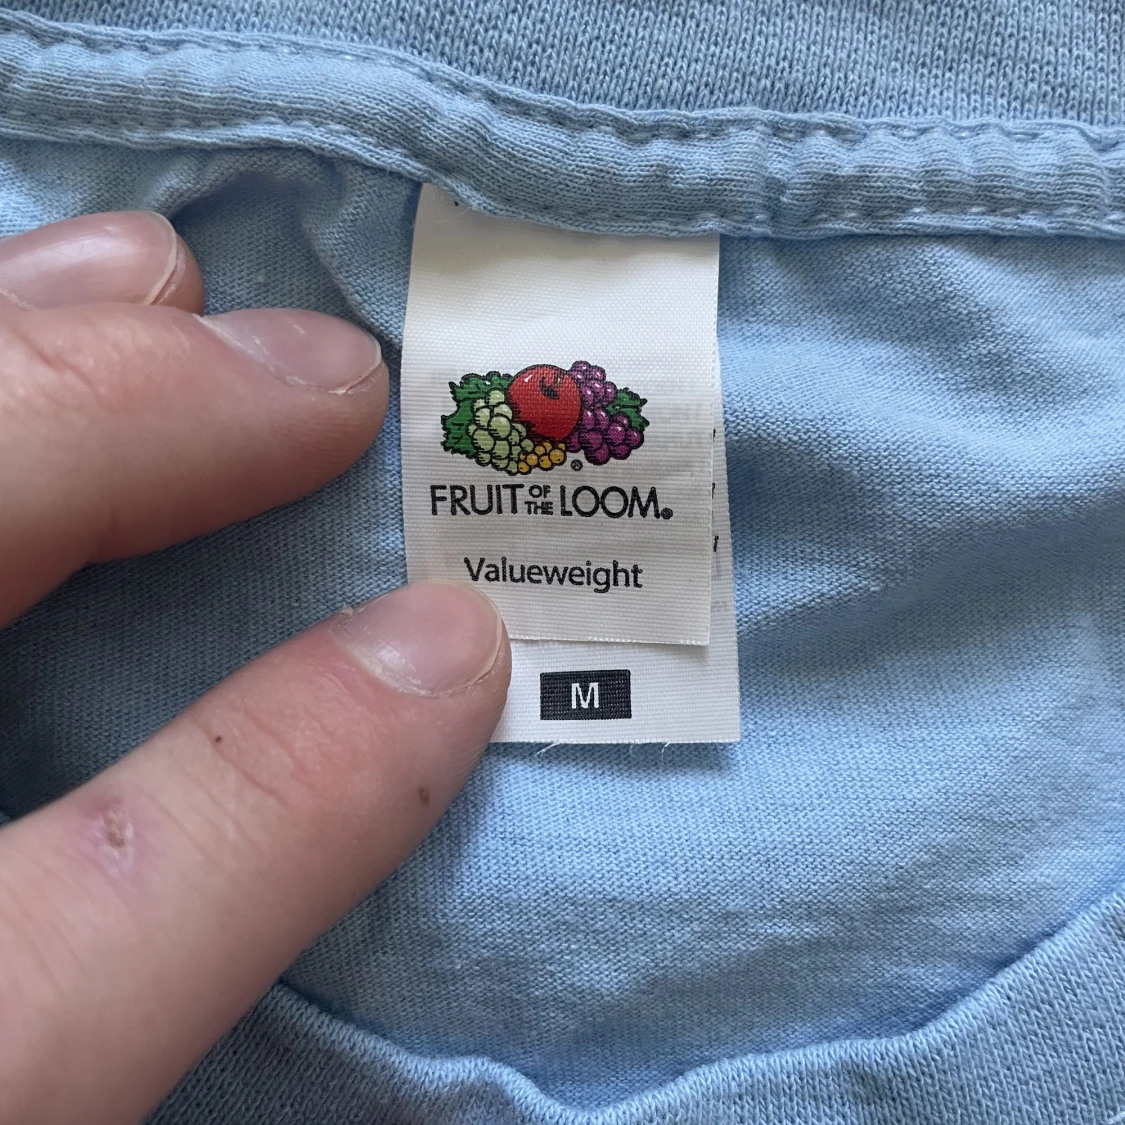 FRUIT OF THE LOOM®
Valueweight
M